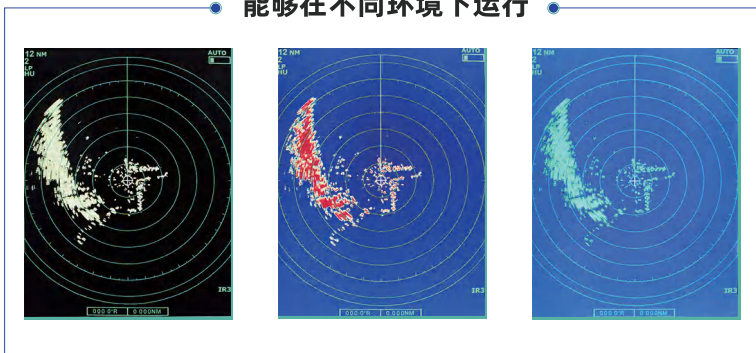 能够在不同环境下运行
12 NM
2
LP
HU
AUTO
IR3
000.0°R
0.000NM
12 NM
2
LP
HU
AUTO
IR3
000.0°R
0.000NM
12 NM
2
LP
HU
AUTO
IR3
000.0°R
0.000NM